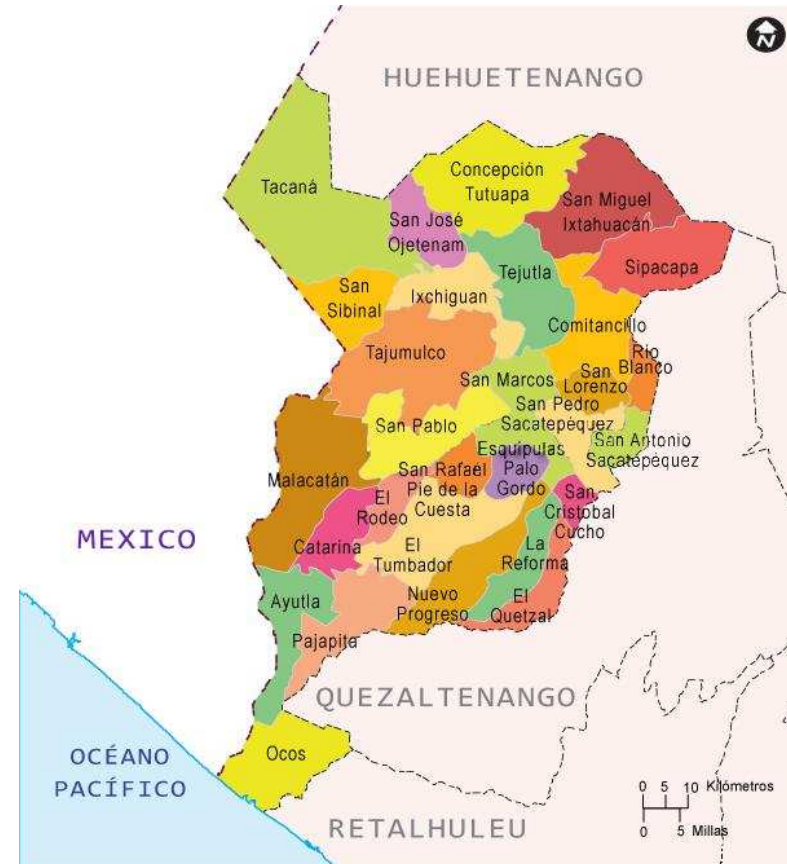 N
HUEHUETENANGO
Concepción
Tutuapa
Tacaná
San Miguel
Ixtahuacán
San José
Ojetenam
Sipacapa
Tejutla
San
Sibinal
Ixchiguan
Comitancillo
Tajumulco
Río
Blanco
San
Lorenzo
San Marcos
San Pedro
Sacatepéquez
San Pablo
Esquipulas
Palo
Gordo
San Antonio
Sacatepéquez
Malacatán
San Rafaél
Pie de la
Cuesta
El
Rodeo
San
Cristobal
Cucho
MEXICO
Catarina
El
Tumbador
La
Reforma
Ayutla
Nuevo
Progreso
El
Quetzal
Pajapita
QUEZALTENANGO
Ocos
OCÉANO
PACÍFICO
0 5 10 Kilómetros
0 5 Millas
RETALHULEU